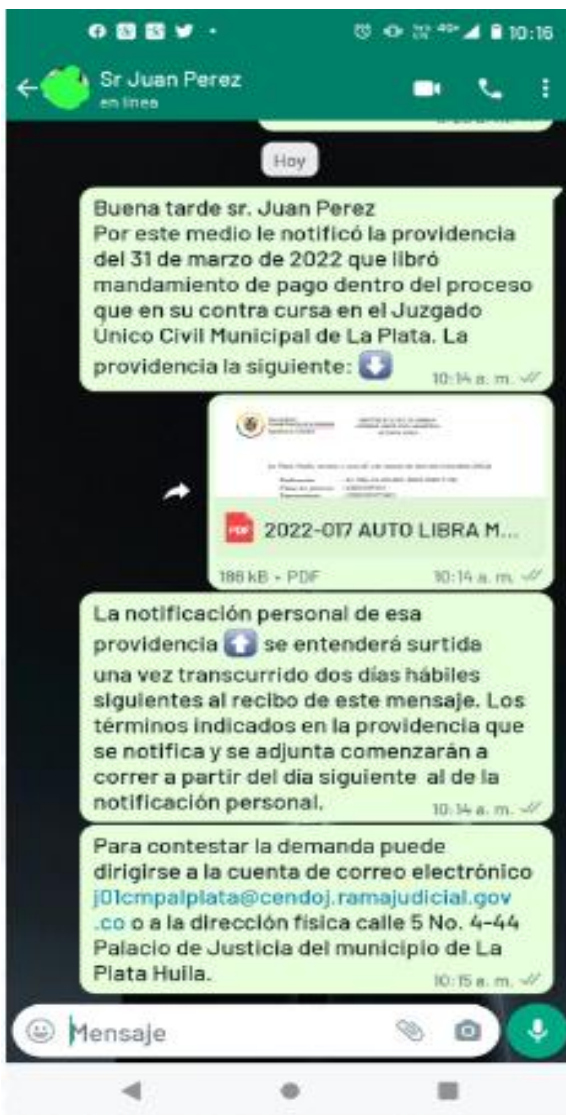 10:16
Sr Juan Perez
en línea
Hoy
Buena tarde sr. Juan Perez
Por este medio le notificó la providencia
del 31 de marzo de 2022 que libró
mandamiento de pago dentro del proceso
que en su contra cursa en el Juzgado
Unico Civil Municipal de La Plata. La
providencia la siguiente:
10:14 a. m.
PDF
2022-017 AUTO LIBRA M...
186 kB • PDF
10:14 a. m.
La notificación personal de esa
providencia se entenderá surtida
una vez transcurrido dos días hábiles
siguientes al recibo de este mensaje. Los
términos indicados en la providencia que
se notifica y se adjunta comenzarán a
correr a partir del día siguiente al de la
notificación personal.
10:14 a. m.
Para contestar la demanda puede
dirigirse a la cuenta de correo electrónico
j01cmpalplata@cendoj.ramajudicial.gov
.co o a la dirección física calle 5 No. 4-44
Palacio de Justicia del municipio de La
Plata Huila.
10:15 a. m.
Mensaje